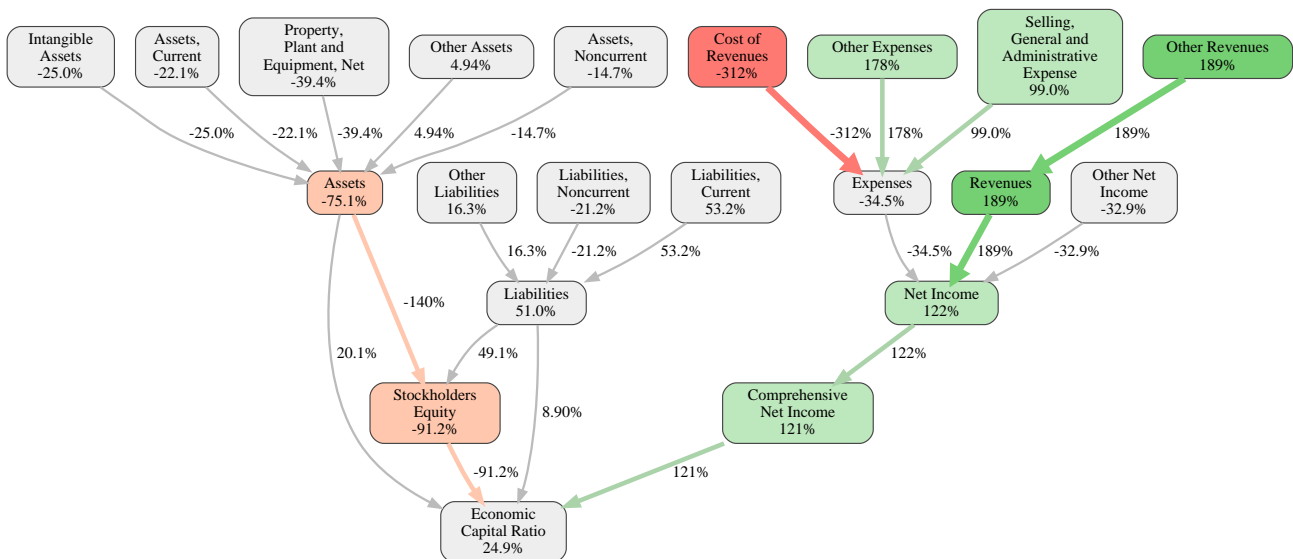 Intangible
Assets
-25.0%
Assets,
Current
-22.1%
Property,
Plant and
Equipment, Net
-39.4%
Other Assets
4.94%
Assets,
Noncurrent
-14.7%
Cost of
Revenues
-312%
Other Expenses
178%
Selling,
General and
Administrative
Expense
99.0%
Other Revenues
189%
-25.0%
-22.1%
-39.4%
4.94%
-14.7%
-312%
178%
99.0%
189%
Assets
-75.1%
Other
Liabilities
16.3%
Liabilities,
Noncurrent
-21.2%
Liabilities,
Current
53.2%
Expenses
-34.5%
Revenues
189%
Other Net
Income
-32.9%
16.3%
-21.2%
53.2%
-34.5%
189%
-32.9%
-140%
Liabilities
51.0%
Net Income
122%
20.1%
49.1%
122%
Stockholders
Equity
-91.2%
8.90%
Comprehensive
Net Income
121%
-91.2%
121%
Economic
Capital Ratio
24.9%